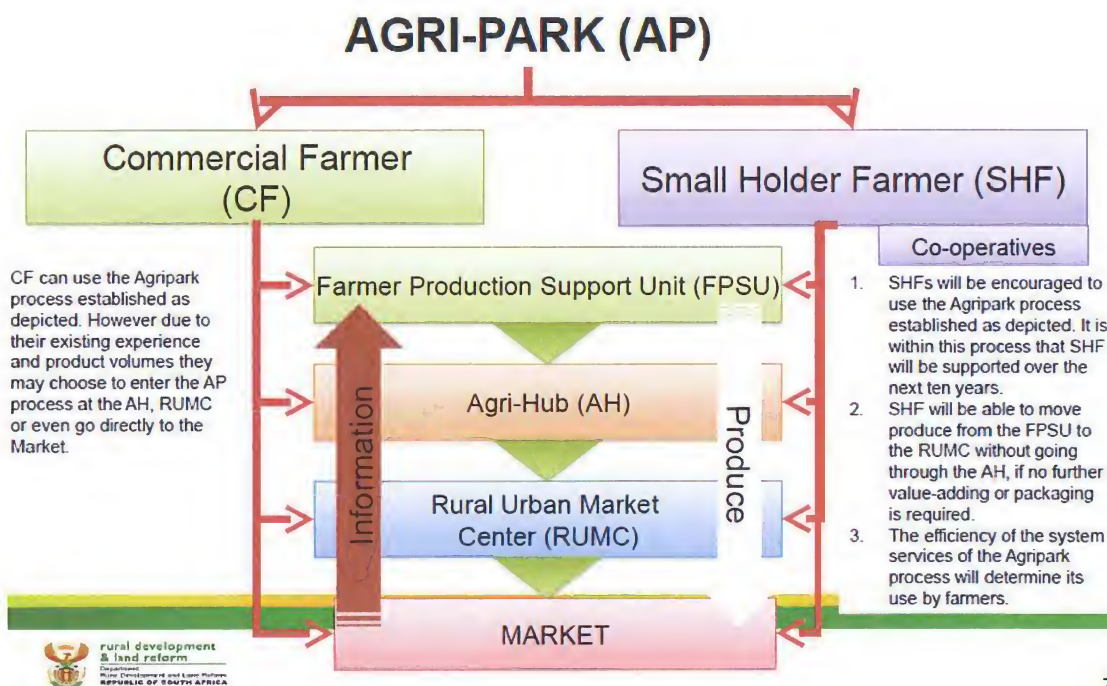 AGRI-PARK (AP)
Commercial Farmer
(CF)
Small Holder Farmer (SHF)
Co-operatives
CF can use the Agripark
process established as
depicted. However due to
their existing experience
and product volumes they
may choose to enter the AP
process at the AH, RUMC
or even go directly to the
Market.
Farmer Production Support Unit (FPSU)
Agri-Hub (AH)
Rural Urban Market
Center (RUMC)
MARKET
Information
Produce
1. SHFs will be encouraged to
use the Agripark process
established as depicted. It is
within this process that SHF
will be supported over the
next ten years.
2. SHF will be able to move
produce from the FPSU to
the RUMC without going
through the AH, if no further
value-adding or packaging
is required.
3. The efficiency of the system
services of the Agripark
process will determine its
use by farmers.
rural development
& land reform
Department:
Rural Development and Land Reform
REPUBLIC OF SOUTH AFRICA